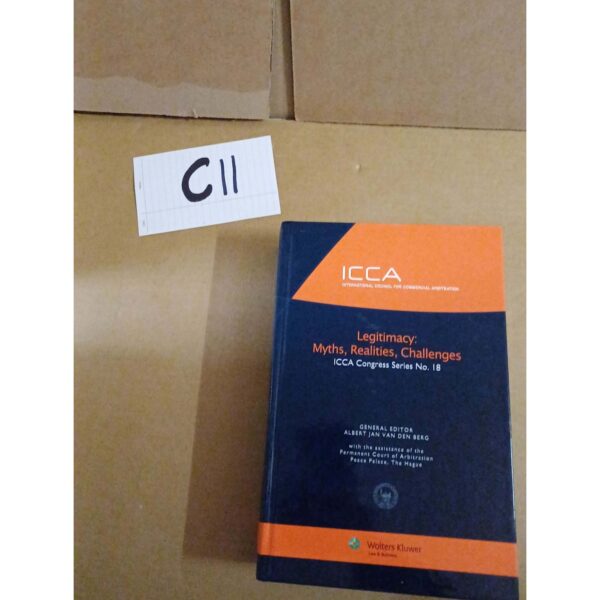 C11
ICCA
INTERNATIONAL COUNCIL FOR COMMERCIAL ARBITRATION
Legitimacy:
Myths, Realities, Challenges
ICCA Congress Series No. 18
GENERAL EDITOR
ALBERT JAN VAN DEN BERG
with the assistance of the
Permanent Court of Arbitration
Peace Palace, The Hague
Wolters Kluwer
Law & Business